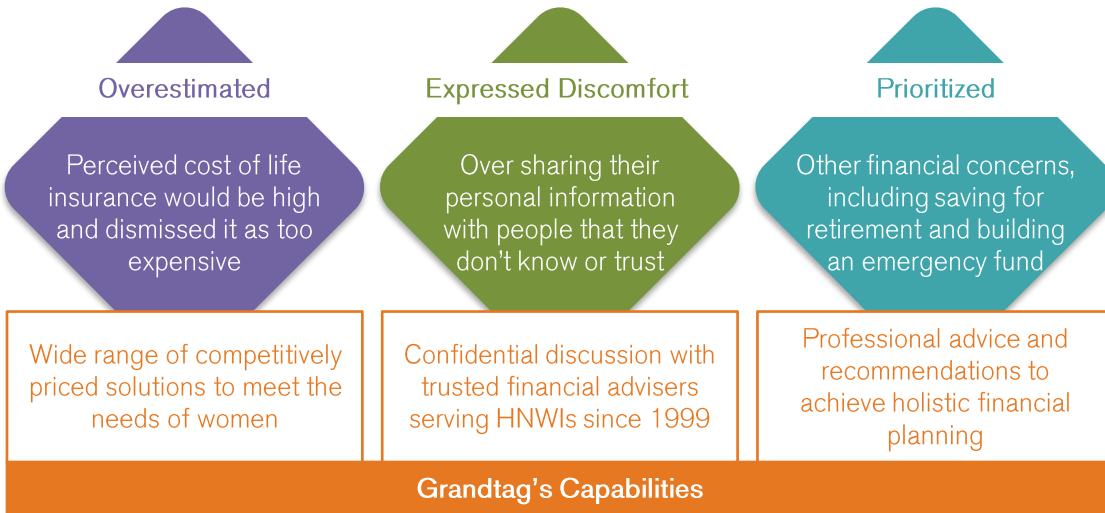 Overestimated
Perceived cost of life
insurance would be high
and dismissed it as too
expensive
Wide range of competitively
priced solutions to meet the
needs of women
Expressed Discomfort
Over sharing their
personal information
with people that they
don't know or trust
Confidential discussion with
trusted financial advisers
serving HNWIs since 1999
Prioritized
Other financial concerns,
including saving for
retirement and building
an emergency fund
Professional advice and
recommendations to
achieve holistic financial
planning
Grandtag's Capabilities